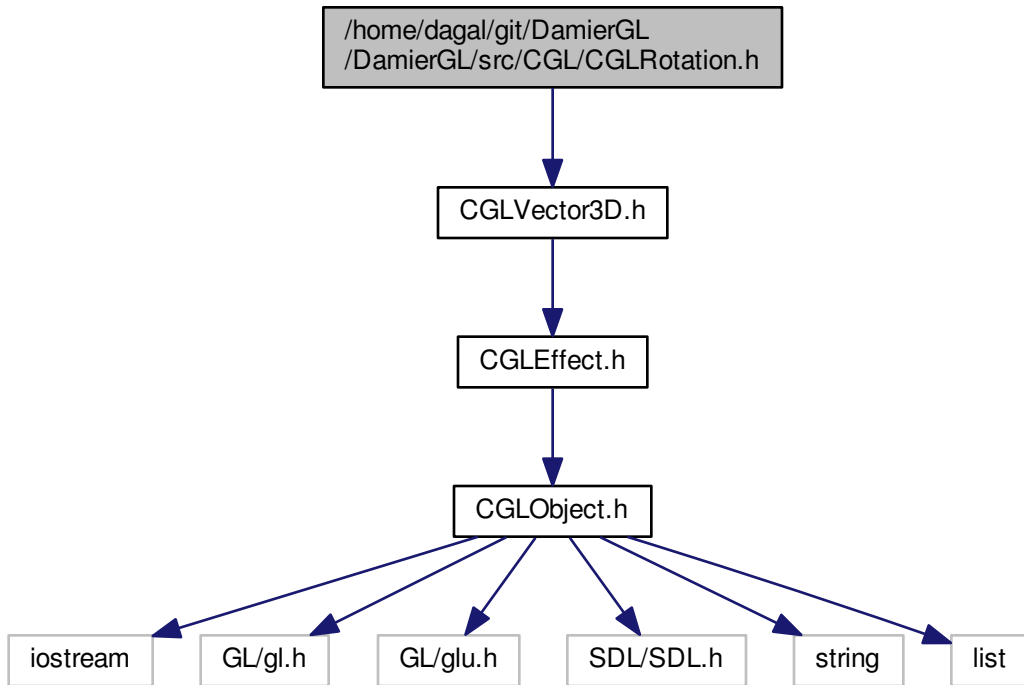 /home/dagal/git/DamierGL
/DamierGL/src/CGL/CGLRotation.h
CGLVector3D.h
CGLEffect.h
CGLObject.h
iostream
GL/gl.h
GL/glu.h
SDL/SDL.h
string
list